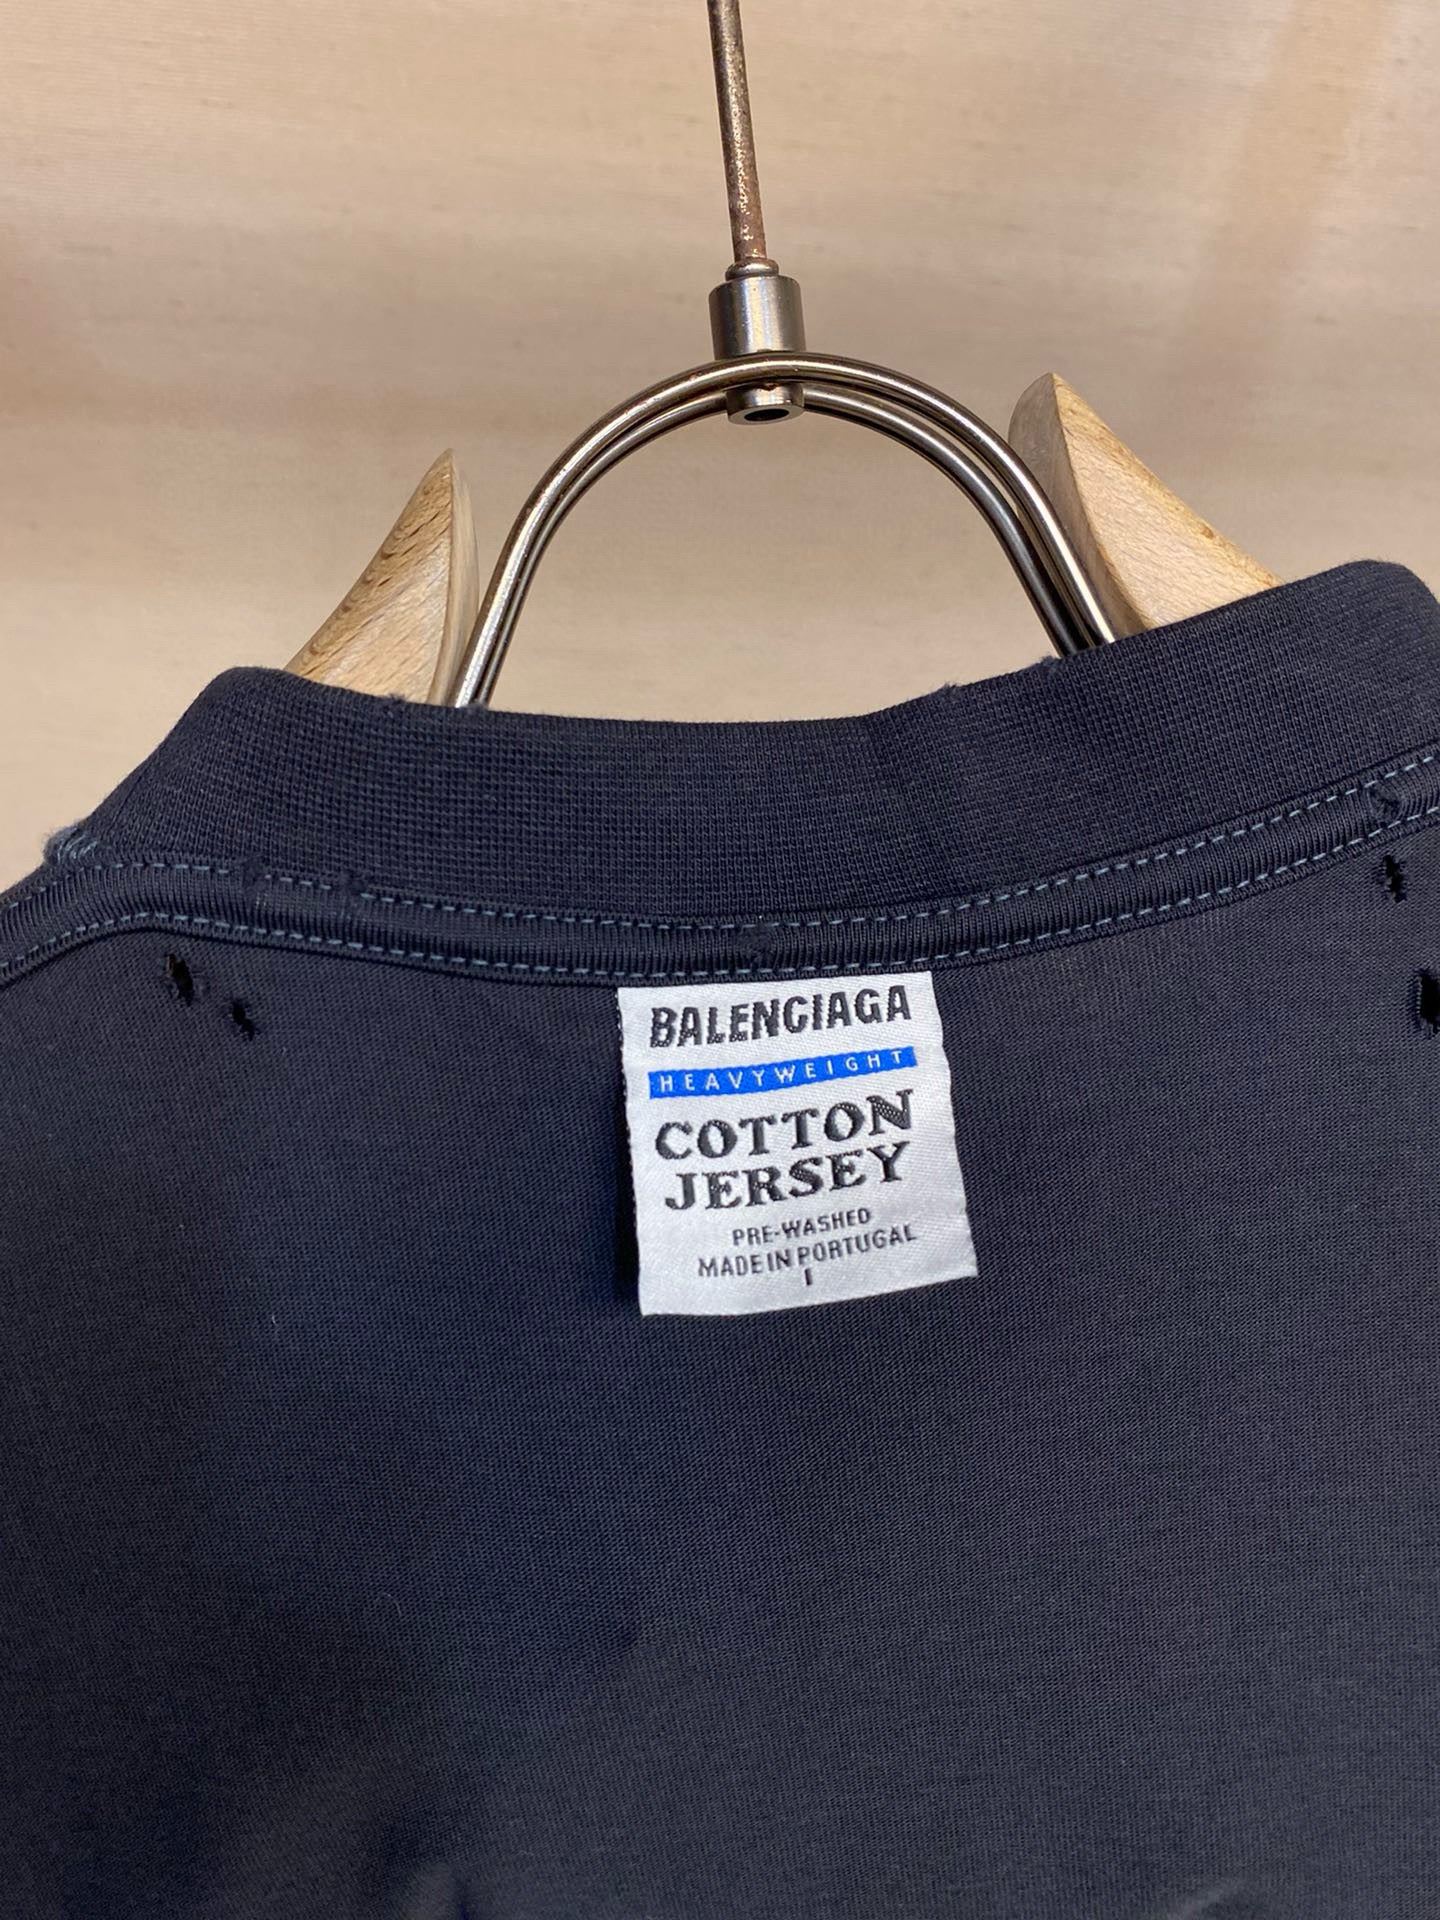 BALENCIAGA
HEAVYWEIGHT
COTTON
JERSEY
PRE-WASHED
MADE IN PORTUGAL
1